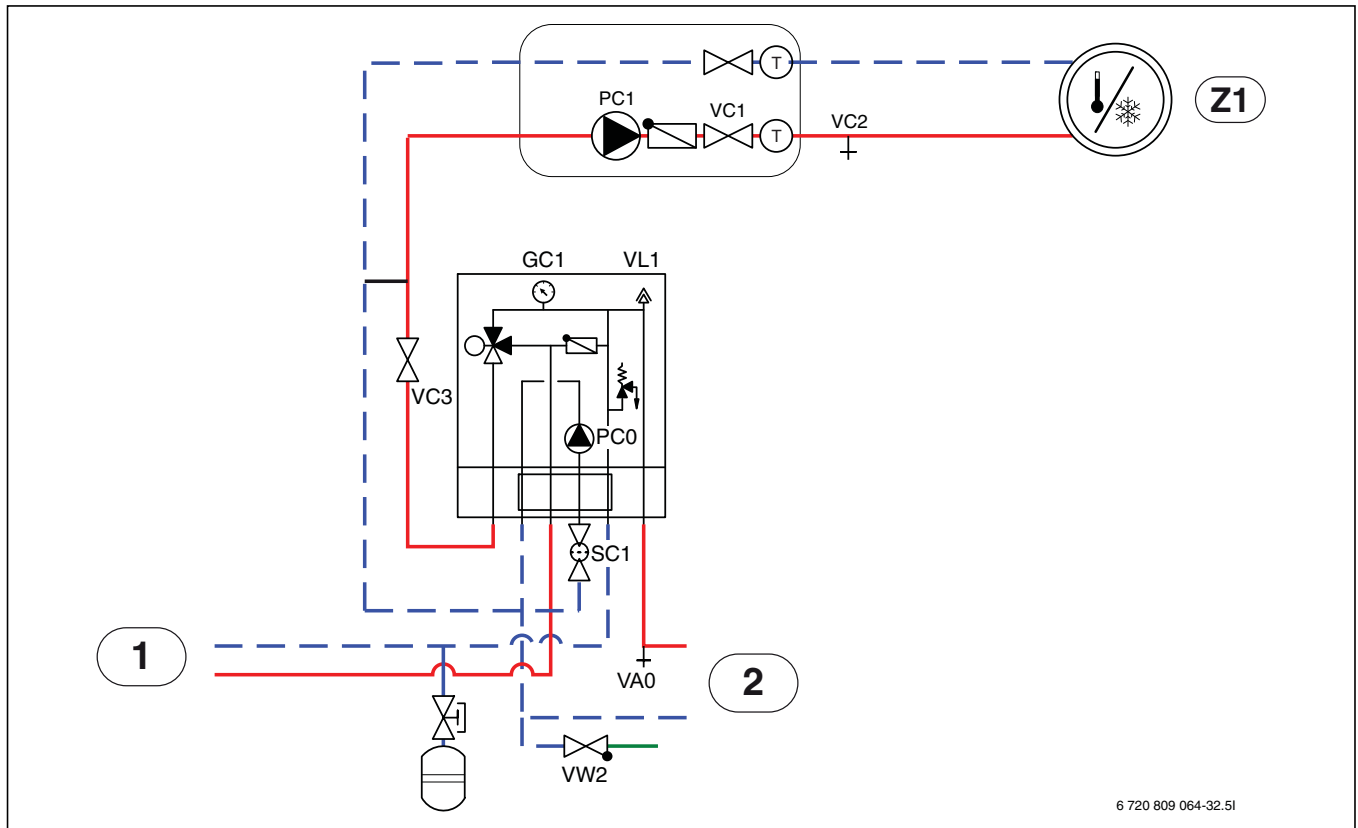 T
PC1
VC1
T
VC2
Z1
GC1
VL1
VC3
PC0
SC1
1
VA0
2
VW2
6 720 809 064-32.5I